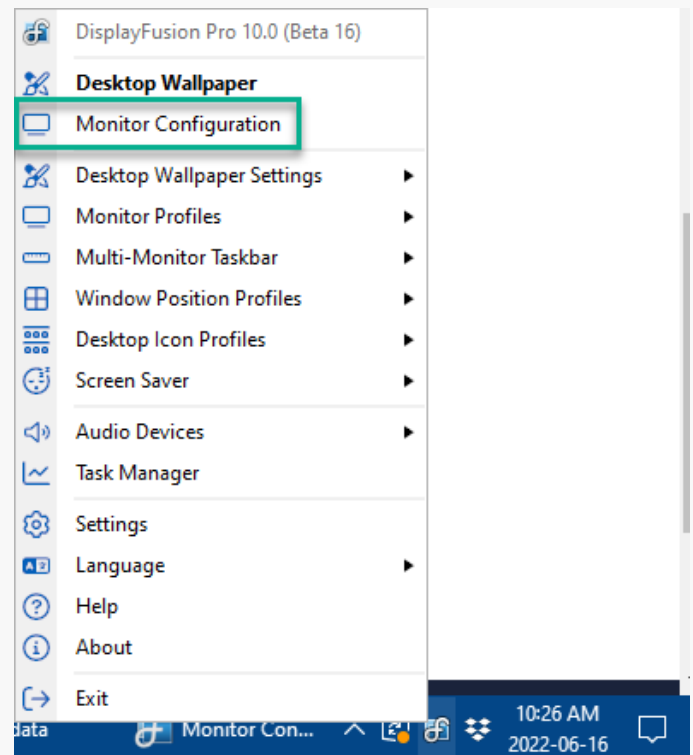 DisplayFusion Pro 10.0 (Beta 16)
Desktop Wallpaper
Monitor Configuration
Desktop Wallpaper Settings
Monitor Profiles
Multi-Monitor Taskbar
Window Position Profiles
Desktop Icon Profiles
Screen Saver
Audio Devices
Task Manager
Settings
Language
Help
About
Exit
data
Monitor Con...
10:26 AM
2022-06-16